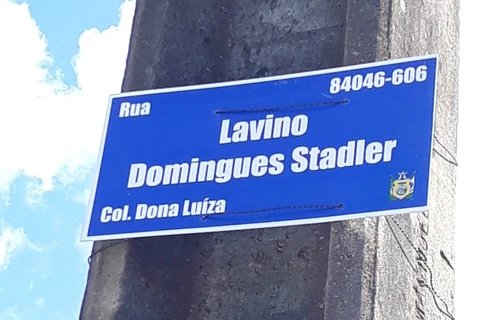 Rua 84046-606
Lavino
Domingues Stadler
Col. Dona Luíza